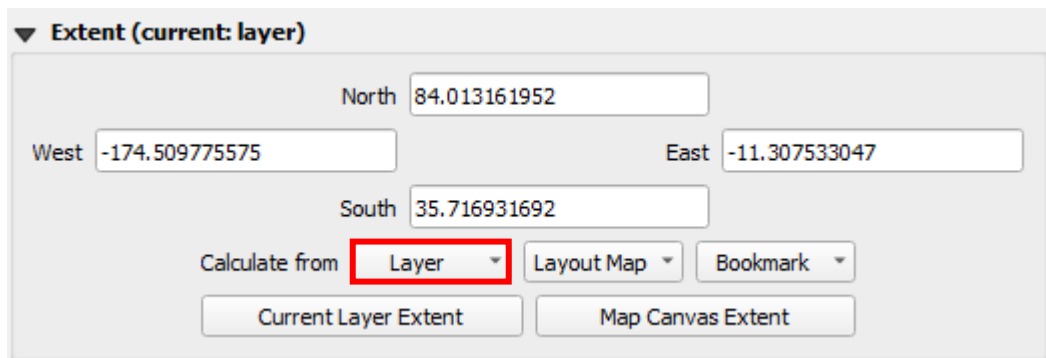 Extent (current: layer)
North 84.013161952
West -174.509775575 East -11.307533047
South 35.716931692
Calculate from Layer Layout Map Bookmark
Current Layer Extent Map Canvas Extent